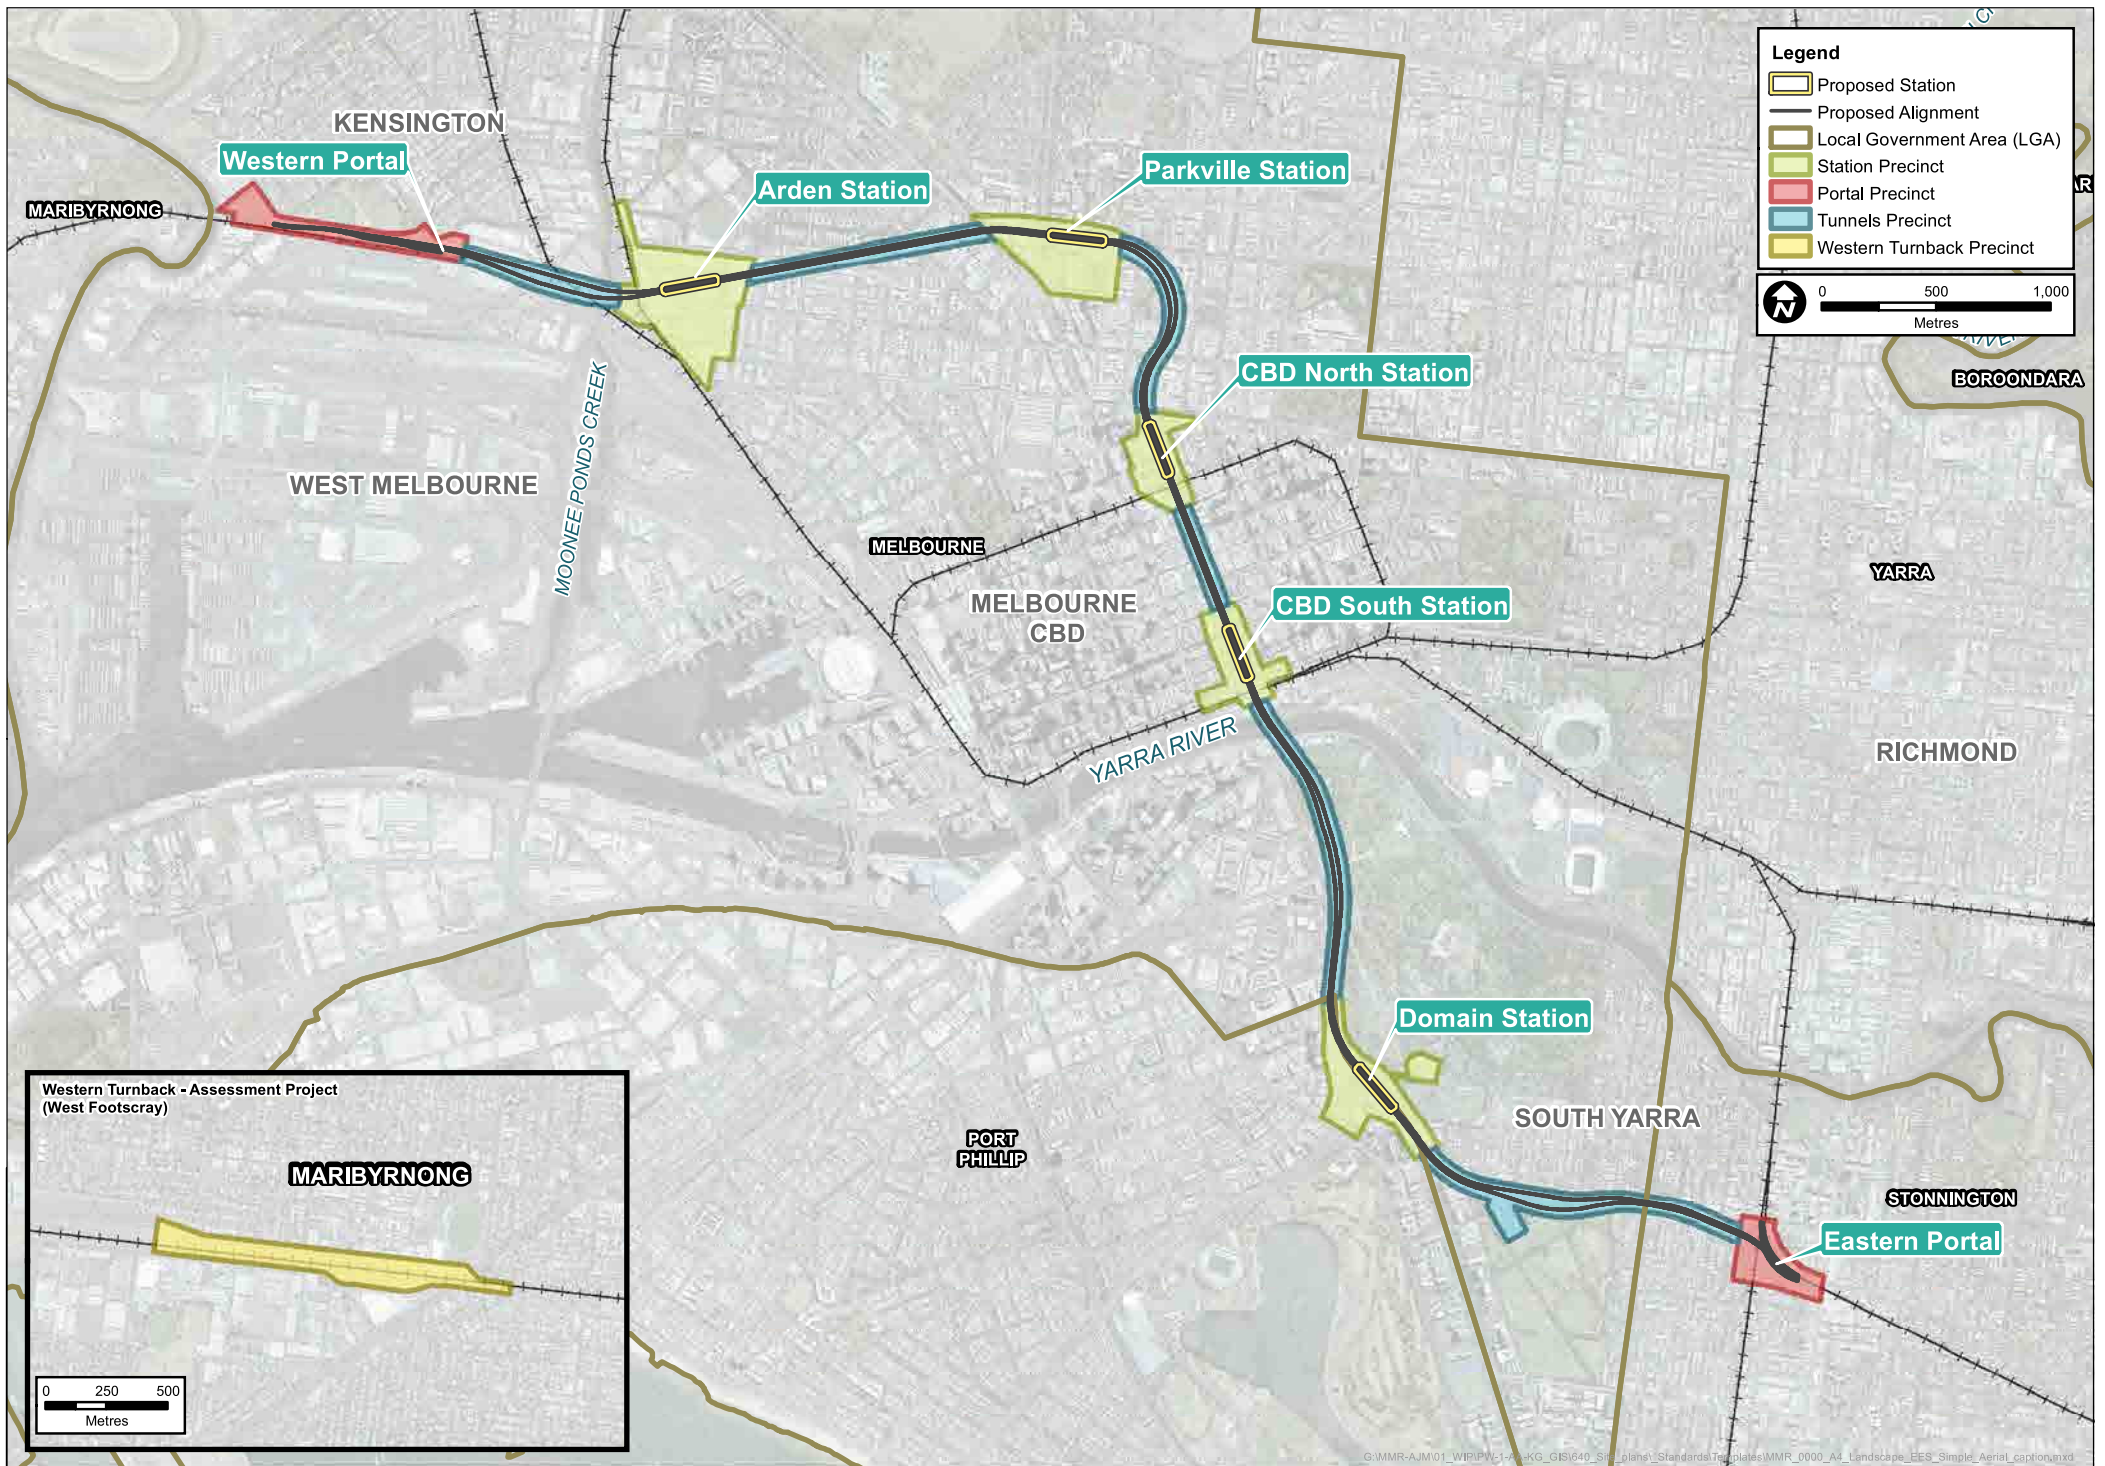 Legend
Proposed Station
Proposed Alignment
Local Government Area (LGA)
Station Precinct
Portal Precinct
Tunnels Precinct
Western Turnback Precinct
0 500 1,000
Metres
N
KENSINGTON
Western Portal
MARIBYRNONG
Arden Station
Parkville Station
CBD North Station
BOROONDARA
WEST MELBOURNE
MOONEE PONDS CREEK
MELBOURNE
YARRA
MELBOURNE
CBD
CBD South Station
YARRA RIVER
RICHMOND
Domain Station
SOUTH YARRA
PORT
PHILLIP
STONNINGTON
Eastern Portal
Western Turnback - Assessment Project
(West Footscray)
MARIBYRNONG
0 250 500
Metres